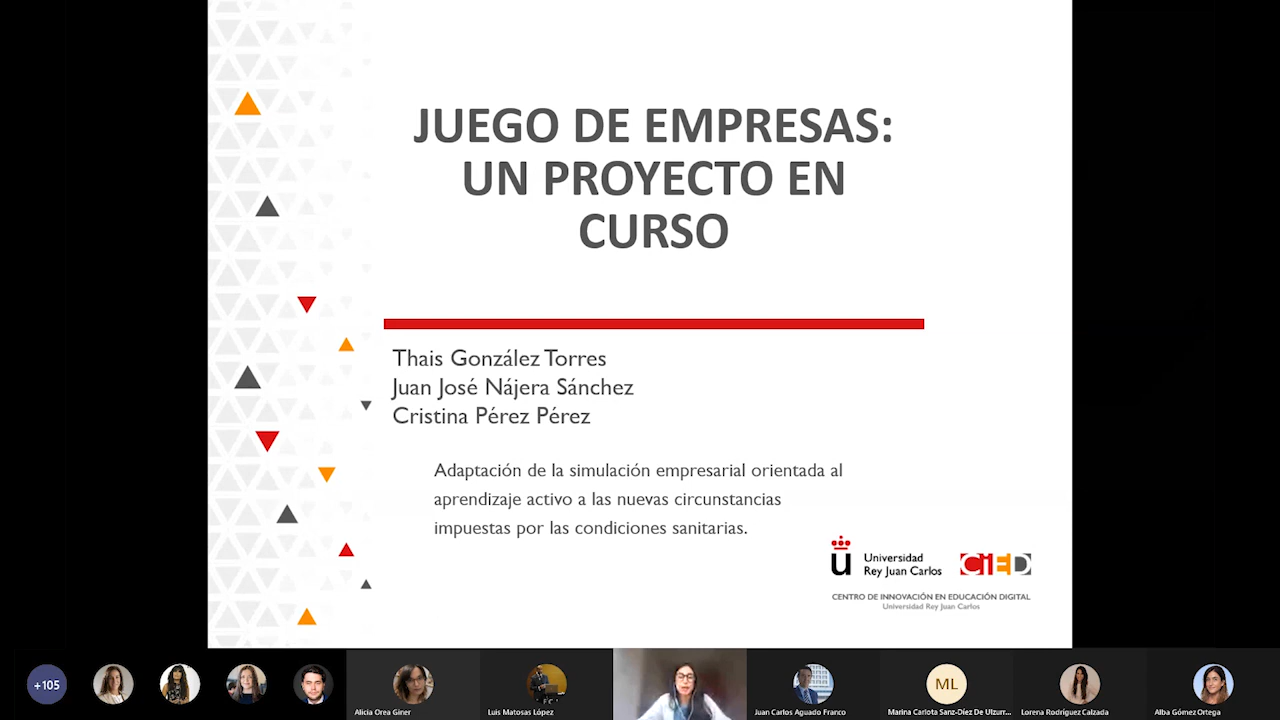 JUEGO DE EMPRESAS:
UN PROYECTO EN
CURSO
Thais González Torres
Juan José Nájera Sánchez
Cristina Pérez Pérez
Adaptación de la simulación empresarial orientada al
aprendizaje activo a las nuevas circunstancias
impuestas por las condiciones sanitarias.
ü Universidad
Rey Juan Carlos
CiED
CENTRO DE INNOVACIÓN EN EDUCACIÓN DIGITAL
Universidad Rey Juan Carlos
+105
ML
Alicia Orea Giner
Luis Matosas López
Juan Carlos Aguado Franco
Marina Carlota Sanz-Díez De Ulzurr...
Lorena Rodríguez Calzada
Alba Gómez Ortega